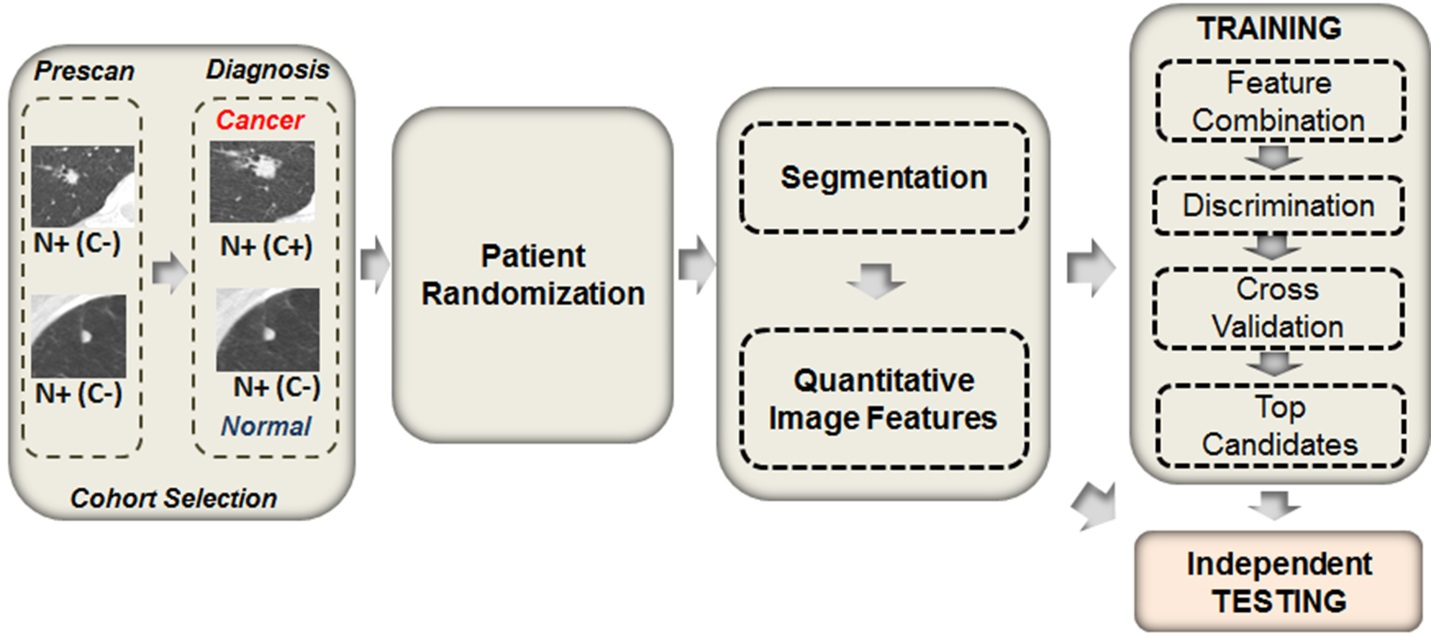 Prescan
Diagnosis
Cancer
N+ (C-)
N+ (C+)
N+ (C-)
N+ (C-)
Normal
Cohort Selection
Patient
Randomization
Segmentation
Quantitative
Image Features
TRAINING
Feature
Combination
Discrimination
Cross
Validation
Top
Candidates
Independent
TESTING